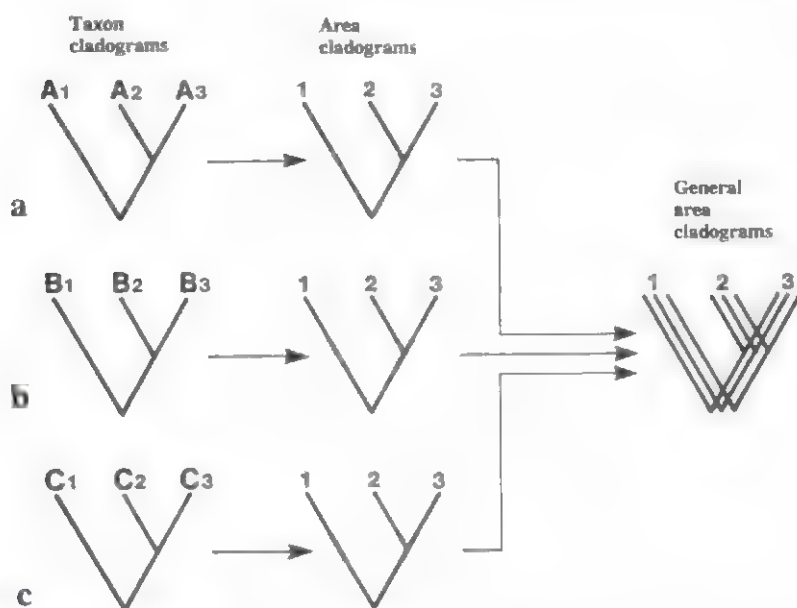 Taxon
cladograms
Area
cladograms
A1 A2 A3
1 2 3
a
General
area
cladograms
B1 B2 B3
1 2 3
1 2 3
b
C1 C2 C3
1 2 3
c